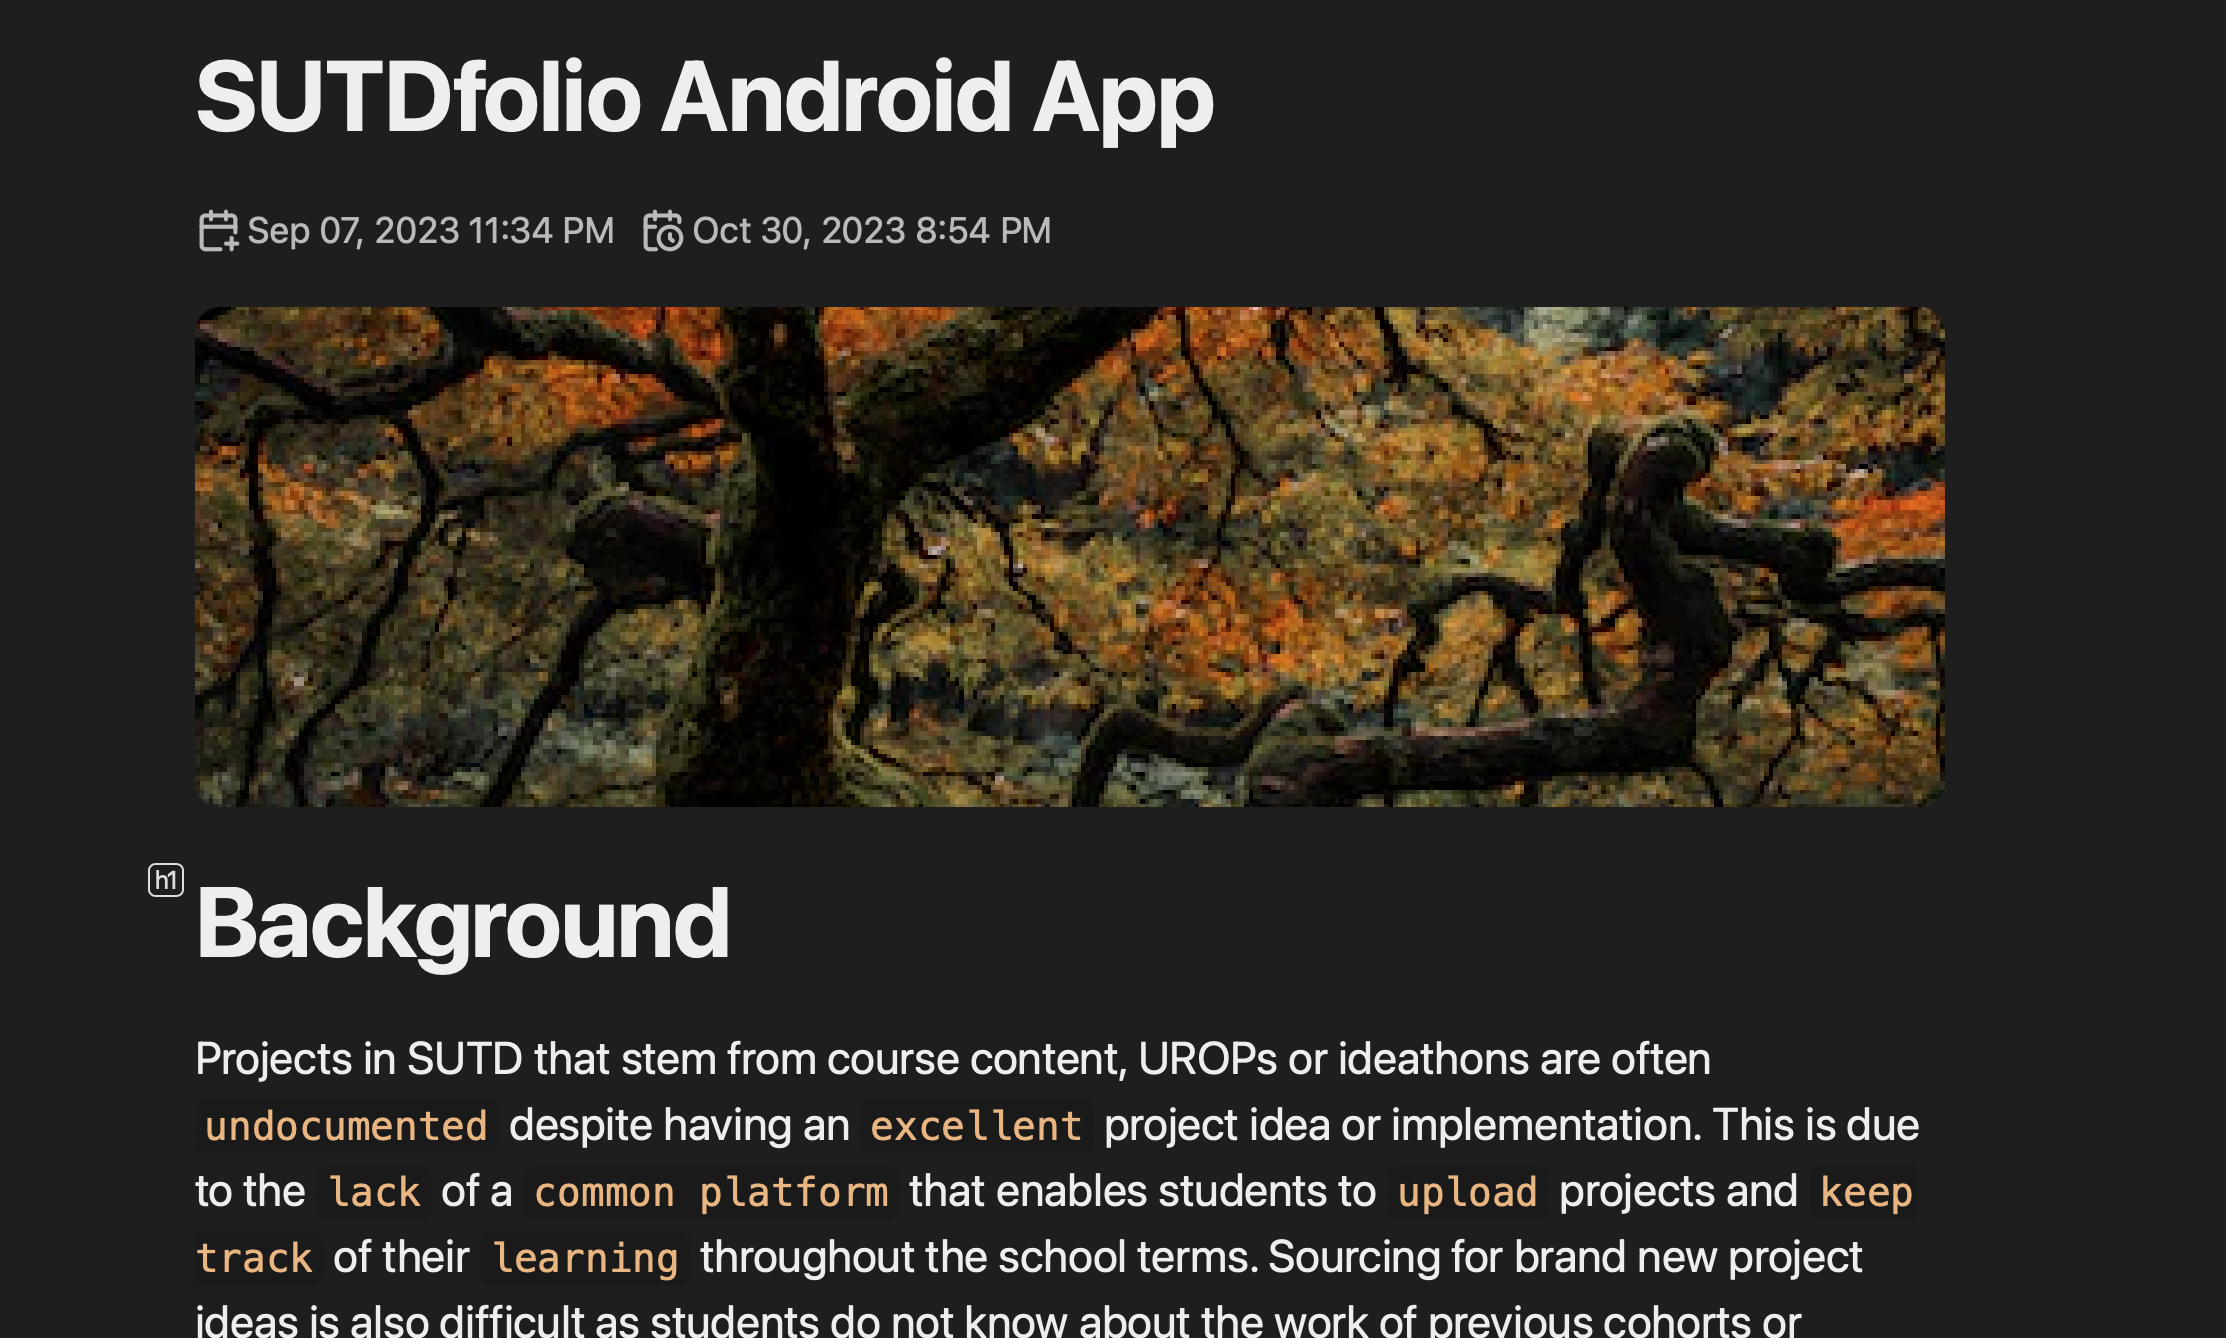 SUTDfolio Android App
Sep 07, 2023 11:34 PM Oct 30, 2023 8:54 PM
h1
Background
Projects in SUTD that stem from course content, UROPs or ideathons are often
undocumented despite having an excellent project idea or implementation. This is due
to the lack of a common platform that enables students to upload projects and keep
track of their learning throughout the school terms. Sourcing for brand new project
ideas is also difficult as students do not know about the work of previous cohorts or